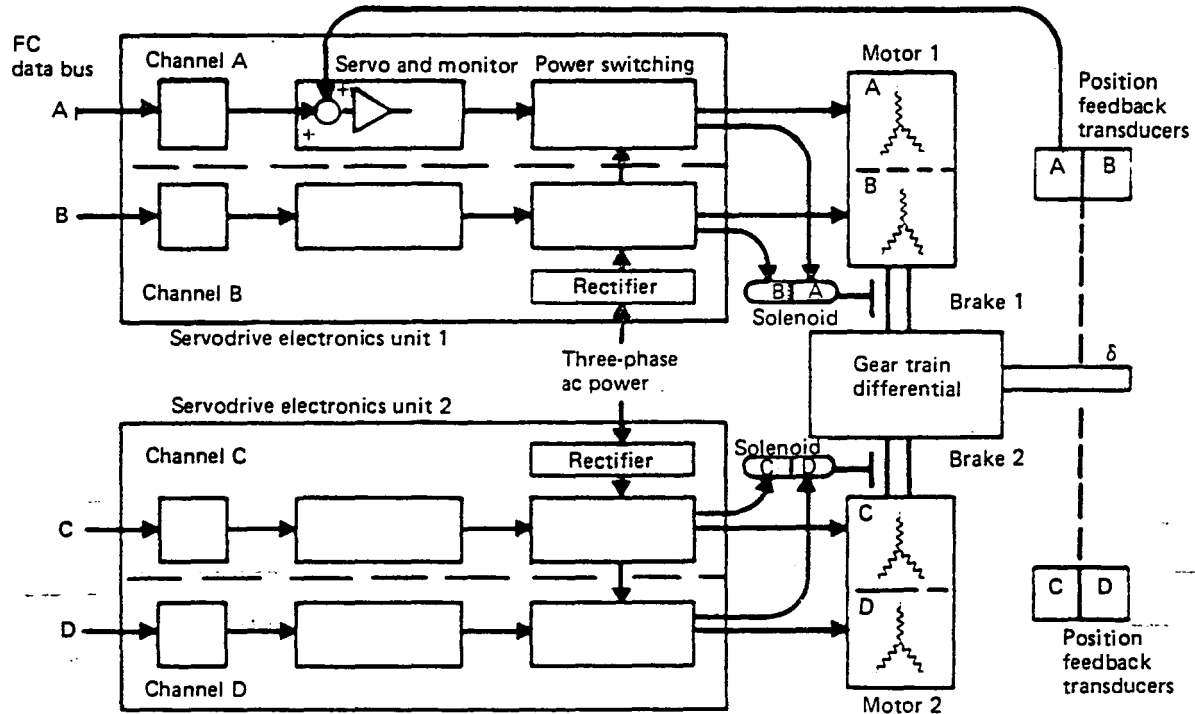 FC
data bus
Channel A
Servo and monitor
Power switching
Motor 1
A
+
+
A
Position
feedback
transducers
A B
B
B
Channel B
Rectifier
B A
Solenoid
Brake 1
Servodrive electronics unit 1
Three-phase
ac power
Gear train
differential
δ
Servodrive electronics unit 2
Channel C
Rectifier
Solenoid
C D
Brake 2
C
C
D
D
C D
Position
feedback
transducers
Channel D
Motor 2